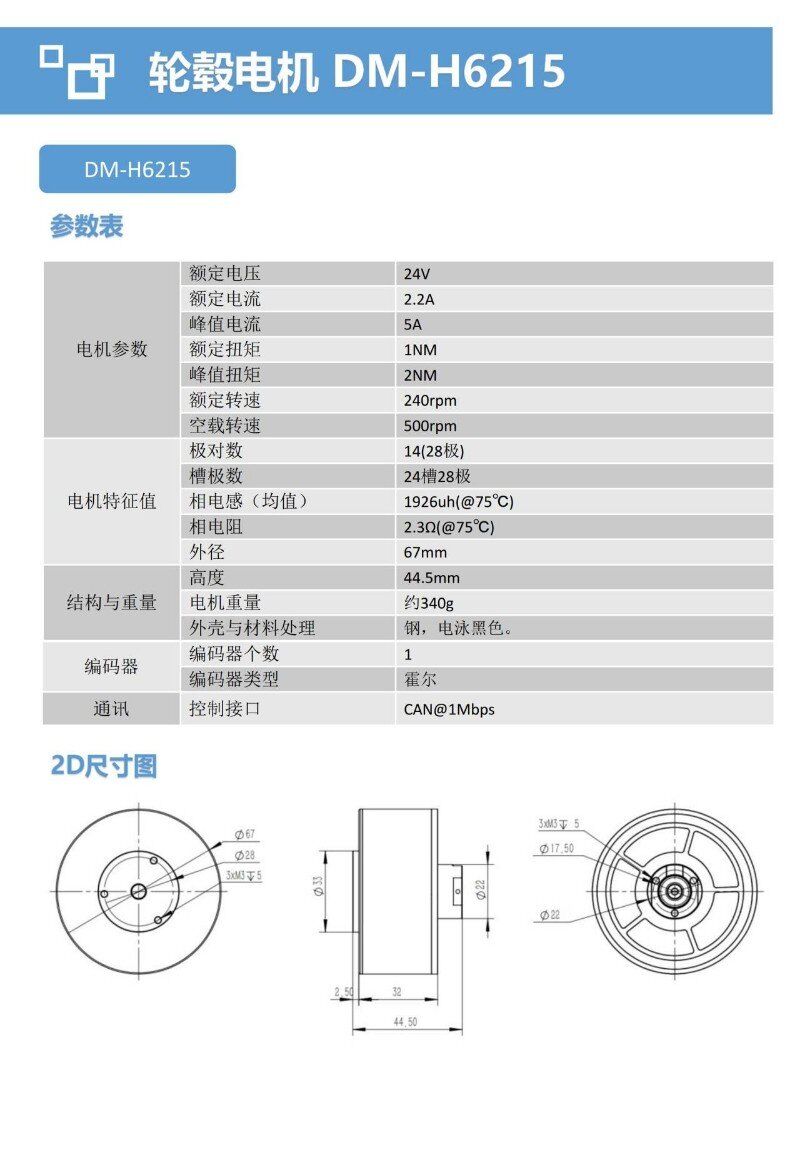 轮毂电机 DM-H6215
DM-H6215
参数表
电机参数
额定电压 24V
额定电流 2.2A
峰值电流 5A
额定扭矩 1NM
峰值扭矩 2NM
额定转速 240rpm
空载转速 500rpm
电机特征值
极对数 14(28极)
槽极数 24槽28极
相电感（均值） 1926uh(@75℃)
相电阻 2.3Ω(@75℃)
外径 67mm
结构与重量
高度 44.5mm
电机重量 约340g
外壳与材料处理 钢，电泳黑色。
编码器
编码器个数 1
编码器类型 霍尔
通讯 控制接口 CAN@1Mbps
2D尺寸图
∅67
∅28
3xM3↧5
∅33
∅22
2.50
32
44.50
3xM3↧ 5
∅17.50
∅22